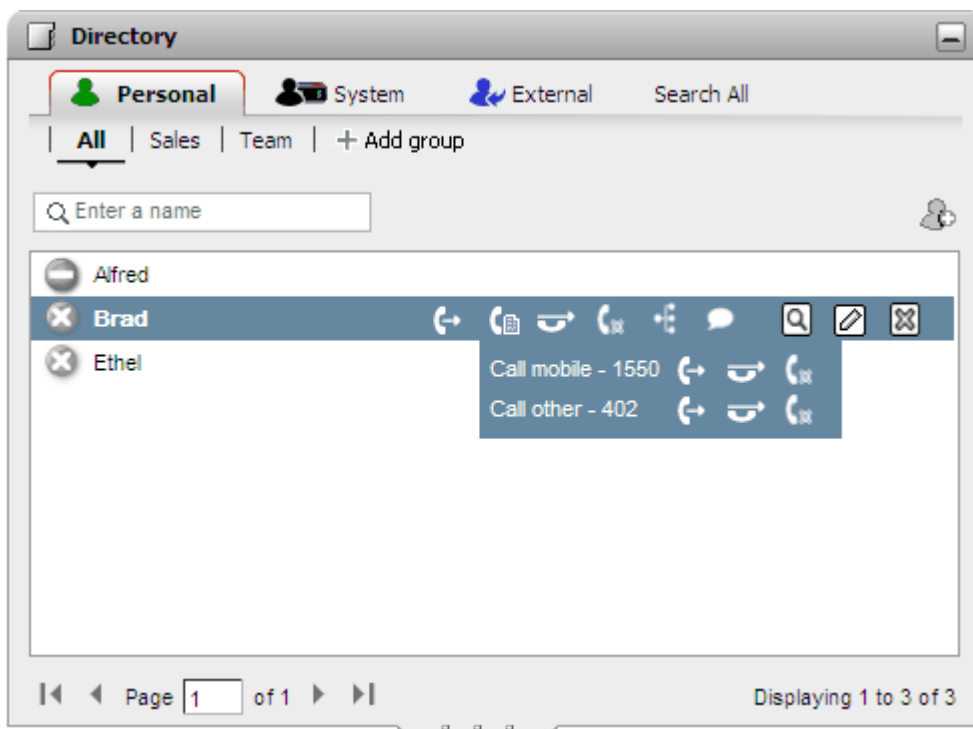 Directory
Personal System External Search All
All | Sales | Team | + Add group
Enter a name
Alfred
Brad
Call mobile - 1550
Call other - 402
Ethel
Page 1 of 1 Displaying 1 to 3 of 3